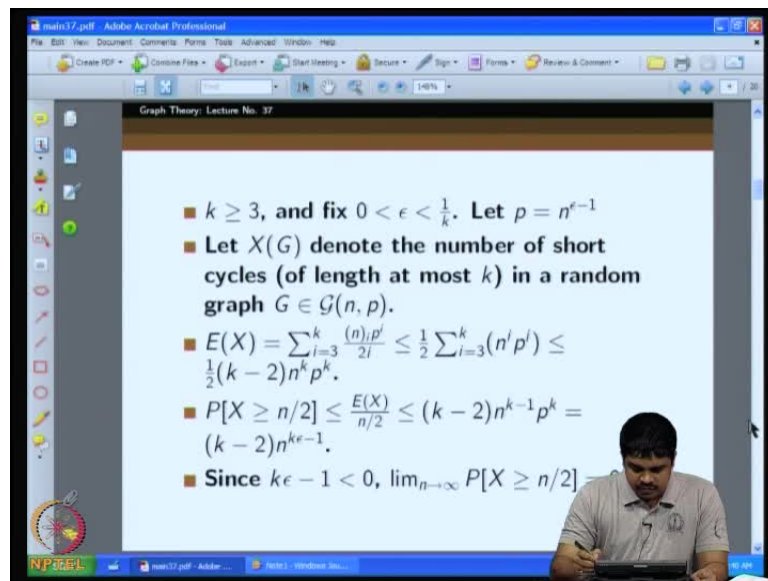 main37.pdf - Adobe Acrobat Professional
File Edit View Document Comments Forms Tools Advanced Window Help
Create PDF Combine Files Export Start Meeting Secure Sign Forms Review & Comment
148%
Graph Theory: Lecture No. 37
■ k ≥ 3, and fix 0 < ϵ < 1/k. Let p = n^{ϵ−1}
■ Let X(G) denote the number of short
cycles (of length at most k) in a random
graph G ∈ 𝒢(n, p).
■ E(X) = ∑_{i=3}^{k} (n)_i p^i / 2i ≤ 1/2 ∑_{i=3}^{k} (n^i p^i) ≤
1/2 (k − 2)n^k p^k.
■ P[X ≥ n/2] ≤ E(X) / n/2 ≤ (k − 2)n^{k−1} p^k =
(k − 2)n^{kϵ−1}.
■ Since kϵ − 1 < 0, lim_{n→∞} P[X ≥ n/2]
NPTEL
main37.pdf - Adobe ... Note1 - Windows Jou...